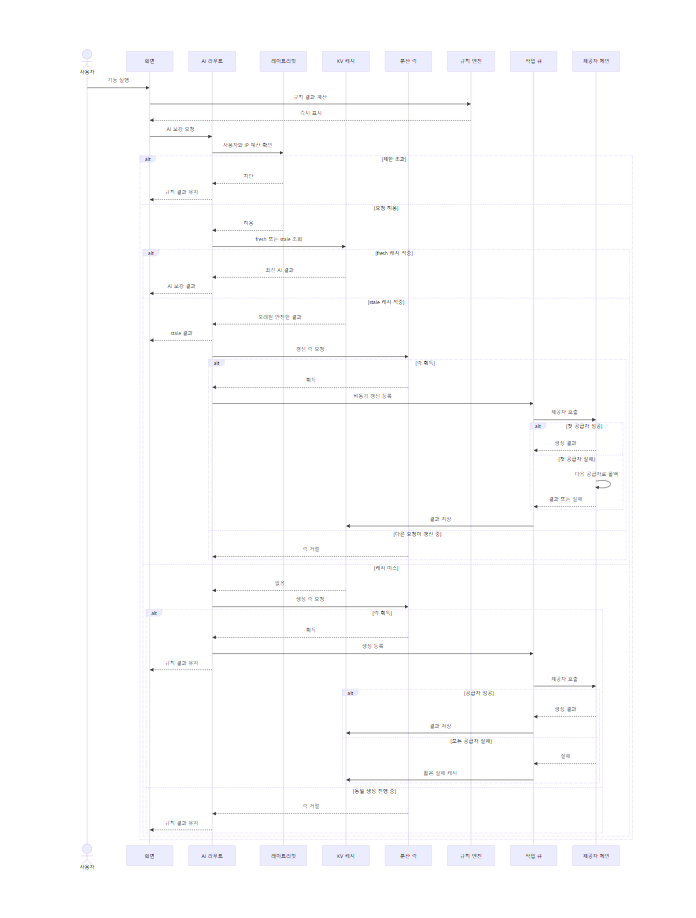 화면
AI 라우트
레이트리밋
KV 캐시
분산 락
규칙 엔진
작업 큐
제공자 체인
사용자
기능 실행
규칙 결과 계산
즉시 표시
AI 보강 요청
사용자와 IP 예산 확인
alt
[제한 초과]
차단
규칙 결과 유지
[요청 허용]
허용
fresh 또는 stale 조회
alt
[fresh 캐시 적중]
최신 AI 결과
AI 보강 결과
[stale 캐시 적중]
오래된 안전한 결과
stale 결과
갱신 락 요청
alt
[락 획득]
획득
비동기 갱신 등록
제공자 호출
alt
[첫 공급자 성공]
생성 결과
[첫 공급자 실패]
다음 공급자로 폴백
결과 또는 실패
결과 저장
[다른 요청이 갱신 중]
락 거절
[캐시 미스]
없음
생성 락 요청
alt
[락 획득]
획득
생성 등록
규칙 결과 유지
제공자 호출
alt
[공급자 성공]
생성 결과
결과 저장
[모든 공급자 실패]
실패
짧은 실패 캐시
[동일 생성 진행 중]
락 거절
규칙 결과 유지
화면
AI 라우트
레이트리밋
KV 캐시
분산 락
규칙 엔진
작업 큐
제공자 체인
사용자